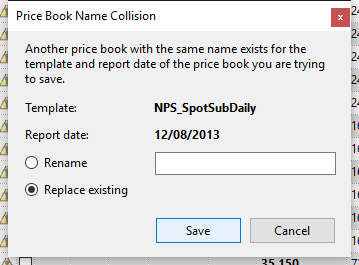 Price Book Name Collision
Another price book with the same name exists for the
template and report date of the price book you are trying
to save.
Template: NPS_SpotSubDaily
Report date: 12/08/2013
Rename
Replace existing
Save Cancel
35,150